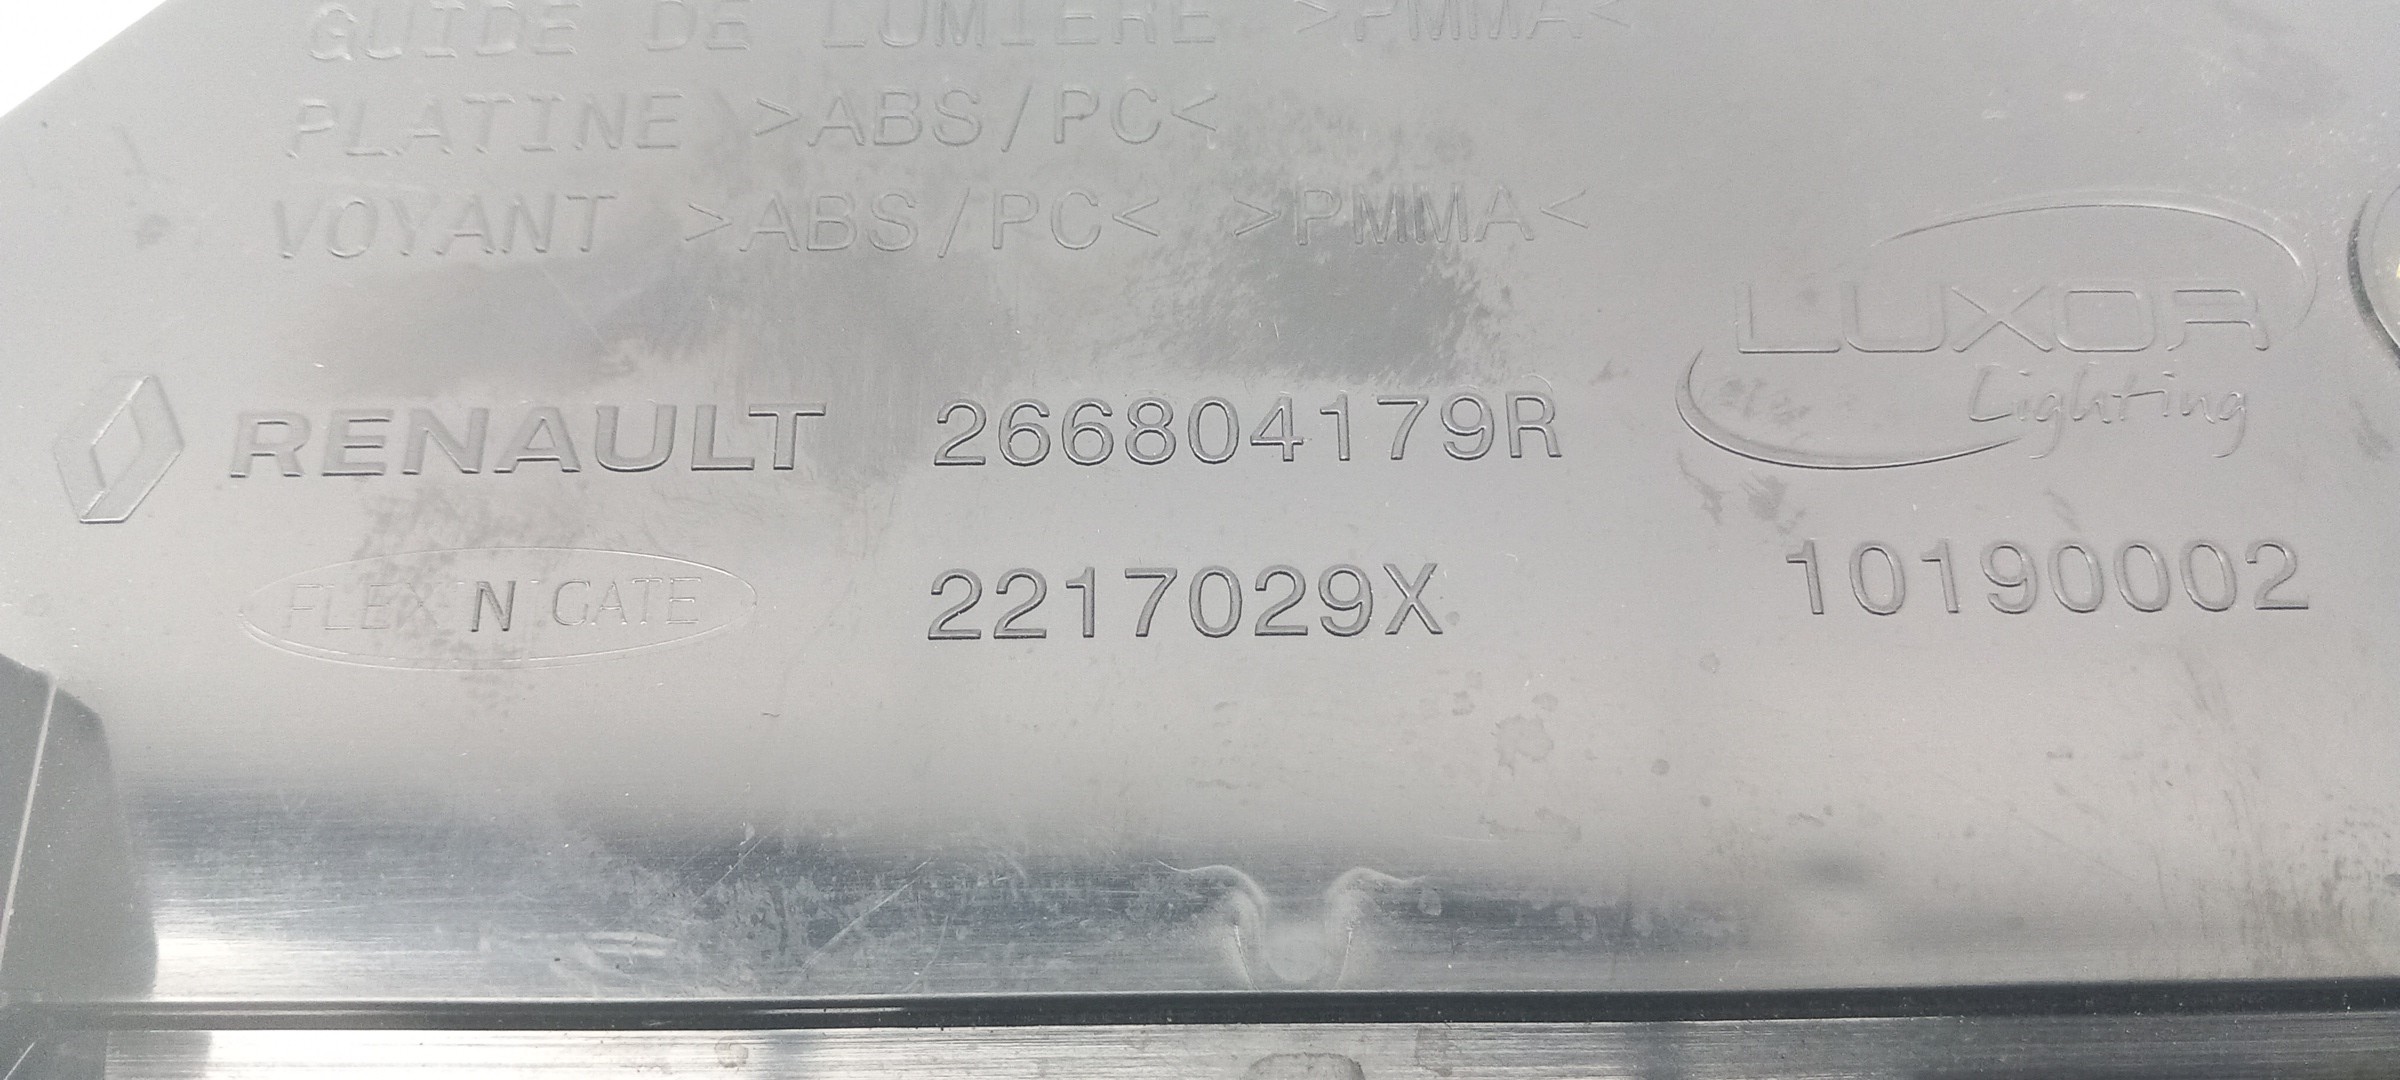 GUIDE DE LUMIERE >PMMA<
PLATINE >ABS/PC<
VOYANT >ABS/PC< >PMMA<
LUXOR
Lighting
RENAULT 266804179R
FLEX N GATE 2217029X 10190002